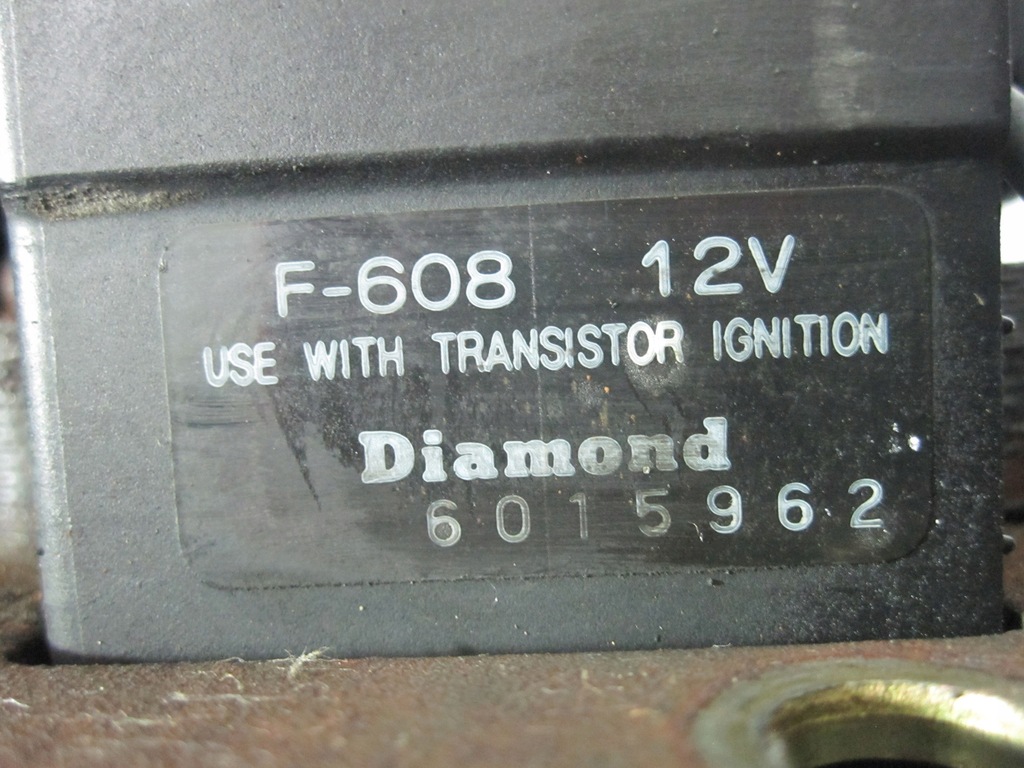 F-608 12V
USE WITH TRANSISTOR IGNITION
Diamond
6015962